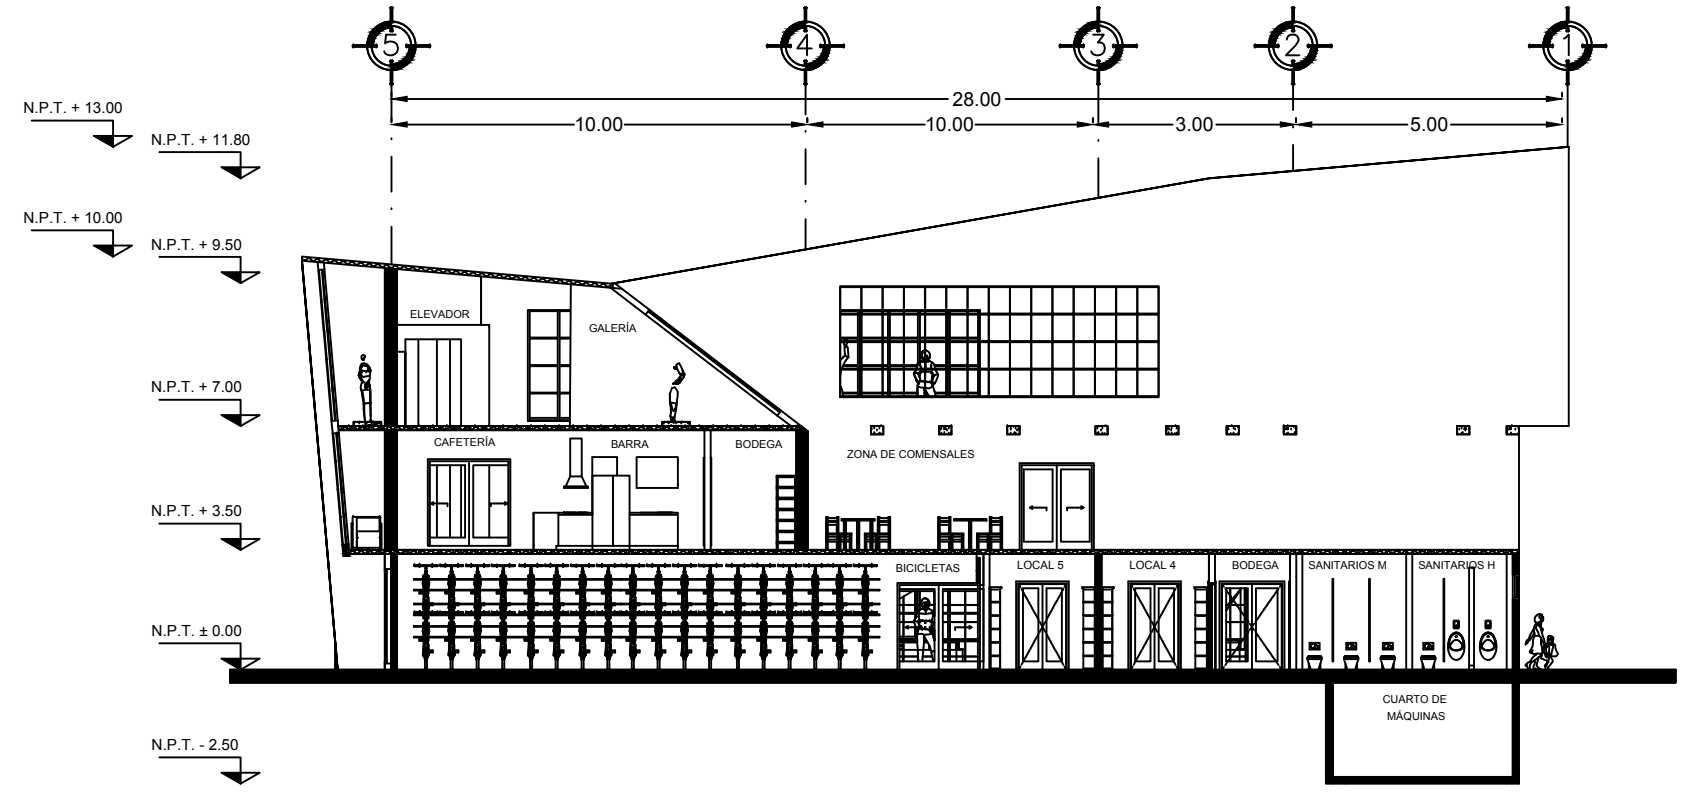 5
4
3
2
1
28.00
10.00
10.00
3.00
5.00
N.P.T. + 13.00
N.P.T. + 11.80
N.P.T. + 10.00
N.P.T. + 9.50
N.P.T. + 7.00
N.P.T. + 3.50
N.P.T. ± 0.00
N.P.T. - 2.50
ELEVADOR
GALERÍA
CAFETERÍA
BARRA
BODEGA
ZONA DE COMENSALES
BICICLETAS
LOCAL 5
LOCAL 4
BODEGA
SANITARIOS M
SANITARIOS H
CUARTO DE
MÁQUINAS